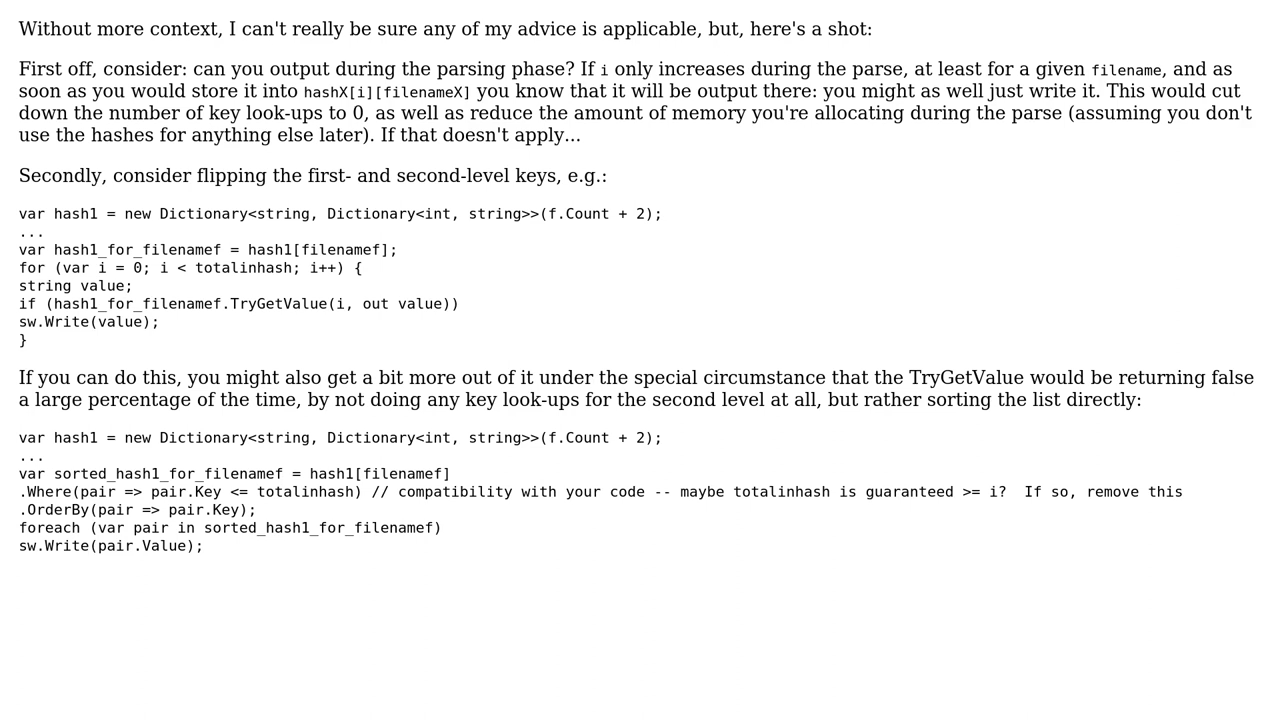 Without more context, I can't really be sure any of my advice is applicable, but, here's a shot:
First off, consider: can you output during the parsing phase? If i only increases during the parse, at least for a given filename, and as
soon as you would store it into hashX[i][filenameX] you know that it will be output there: you might as well just write it. This would cut
down the number of key look-ups to 0, as well as reduce the amount of memory you're allocating during the parse (assuming you don't
use the hashes for anything else later). If that doesn't apply...
Secondly, consider flipping the first- and second-level keys, e.g.:
var hash1 = new Dictionary<string, Dictionary<int, string>>(f.Count + 2);
...
var hash1_for_filenamef = hash1[filenamef];
for (var i = 0; i < totalinhash; i++) {
string value;
if (hash1_for_filenamef.TryGetValue(i, out value))
sw.Write(value);
}
If you can do this, you might also get a bit more out of it under the special circumstance that the TryGetValue would be returning false
a large percentage of the time, by not doing any key look-ups for the second level at all, but rather sorting the list directly:
var hash1 = new Dictionary<string, Dictionary<int, string>>(f.Count + 2);
...
var sorted_hash1_for_filenamef = hash1[filenamef]
.Where(pair => pair.Key <= totalinhash) // compatibility with your code -- maybe totalinhash is guaranteed >= i?  If so, remove this
.OrderBy(pair => pair.Key);
foreach (var pair in sorted_hash1_for_filenamef)
sw.Write(pair.Value);